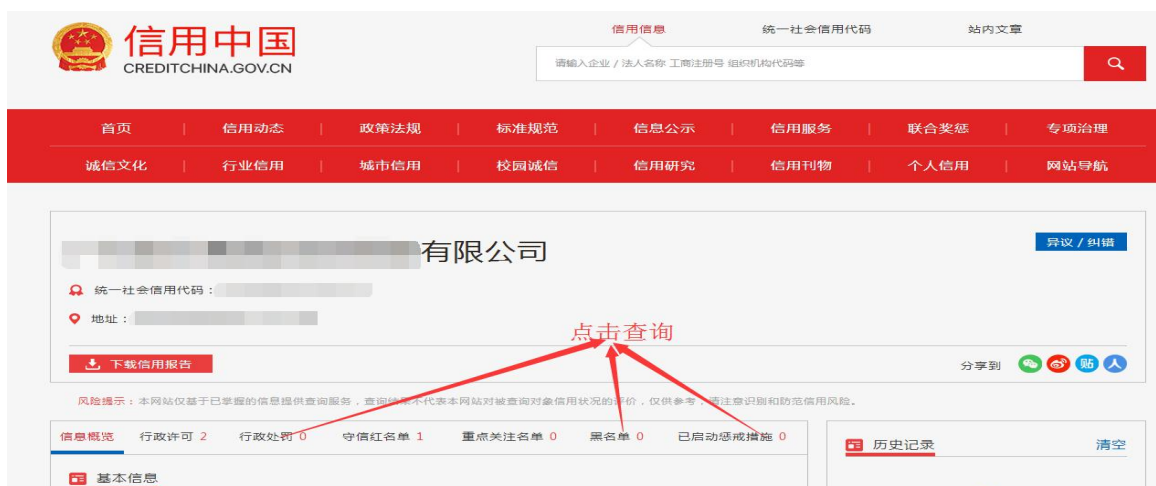 信用中国
CREDITCHINA.GOV.CN
信用信息 统一社会信用代码 站内文章
请输入企业 / 法人名称 工商注册号 组织机构代码等
首页 | 信用动态 | 政策法规 | 标准规范 | 信息公示 | 信用服务 | 联合奖惩 | 专项治理
诚信文化 | 行业信用 | 城市信用 | 校园诚信 | 信用研究 | 信用刊物 | 个人信用 | 网站导航
有限公司
异议 / 纠错
统一社会信用代码：
地址：
点击查询
下载信用报告
分享到
贴
风险提示：本网站仅基于已掌握的信息提供查询服务，查询结果不代表本网站对被查询对象信用状况的评价，仅供参考，请注意识别和防范信用风险。
信息概览 行政许可 2 行政处罚 0 守信红名单 1 重点关注名单 0 黑名单 0 已启动惩戒措施 0
历史记录 清空
基本信息